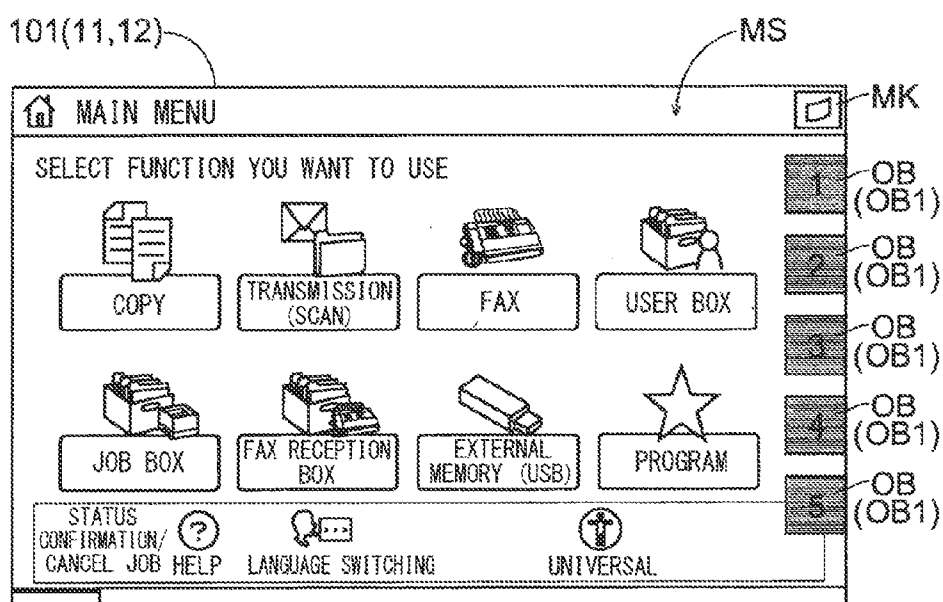 101(11,12)
MS
MAIN MENU
MK
SELECT FUNCTION YOU WANT TO USE
1
OB
(OB1)
COPY
TRANSMISSION
(SCAN)
FAX
USER BOX
2
OB
(OB1)
3
OB
(OB1)
JOB BOX
FAX RECEPTION
BOX
EXTERNAL
MEMORY (USB)
PROGRAM
4
OB
(OB1)
5
OB
(OB1)
STATUS
CONFIRMATION/
CANCEL JOB
?
HELP
LANGUAGE SWITCHING
UNIVERSAL